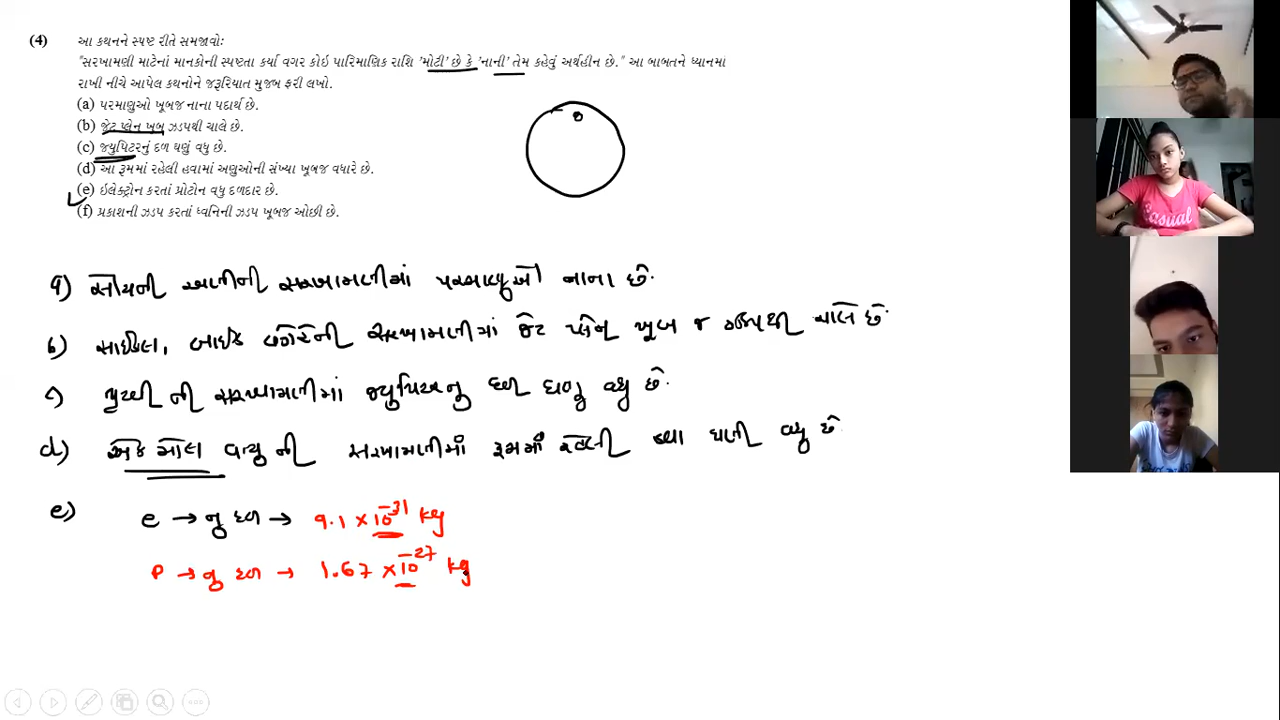 (4) આ કથનને સ્પષ્ટ રીતે સમજાવો:
"સરખામણી માટેનાં માનકોની સ્પષ્ટતા કર્યા વગર કોઈ પારિમાણિક રાશિ 'મોટી' છે કે 'નાની' તેમ કહેવું અર્થહીન છે." આ બાબતને ધ્યાનમાં
રાખી નીચે આપેલ કથનોને જરૂરિયાત મુજબ ફરી લખો.
(a) પરમાણુઓ ખૂબજ નાના પદાર્થ છે.
(b) જેટ પ્લેન ખૂબ ઝડપથી ચાલે છે.
(c) જ્યુપિટરનું દળ ઘણું વધુ છે.
(d) આ રૂમમાં રહેલી હવામાં અણુઓની સંખ્યા ખૂબજ વધારે છે.
(e) ઇલેક્ટ્રોન કરતાં પ્રોટોન વધુ દળદાર છે.
(f) પ્રકાશની ઝડપ કરતાં ધ્વનિની ઝડપ ખૂબજ ઓછી છે.
a) સોયની અણીની સરખામણીમાં પરમાણુઓ નાના છે.
b) સાઈકલ, બાઈક વગેરેની સરખામણીમાં જેટ પ્લેન ખૂબ જ ઝડપથી ચાલે છે.
c) પૃથ્વી ની સરખામણીમાં જ્યુપિટરનુ દળ ઘણુ વધુ છે.
d) એક મોલ વાયુ ની સરખામણીમાં રૂમમાં રહેલી ઘણી વધુ છે.
e) e → નુ દળ → 9.1 × 10⁻³¹ kg
P → નુ દળ → 1.67 × 10⁻²⁷ kg
casual